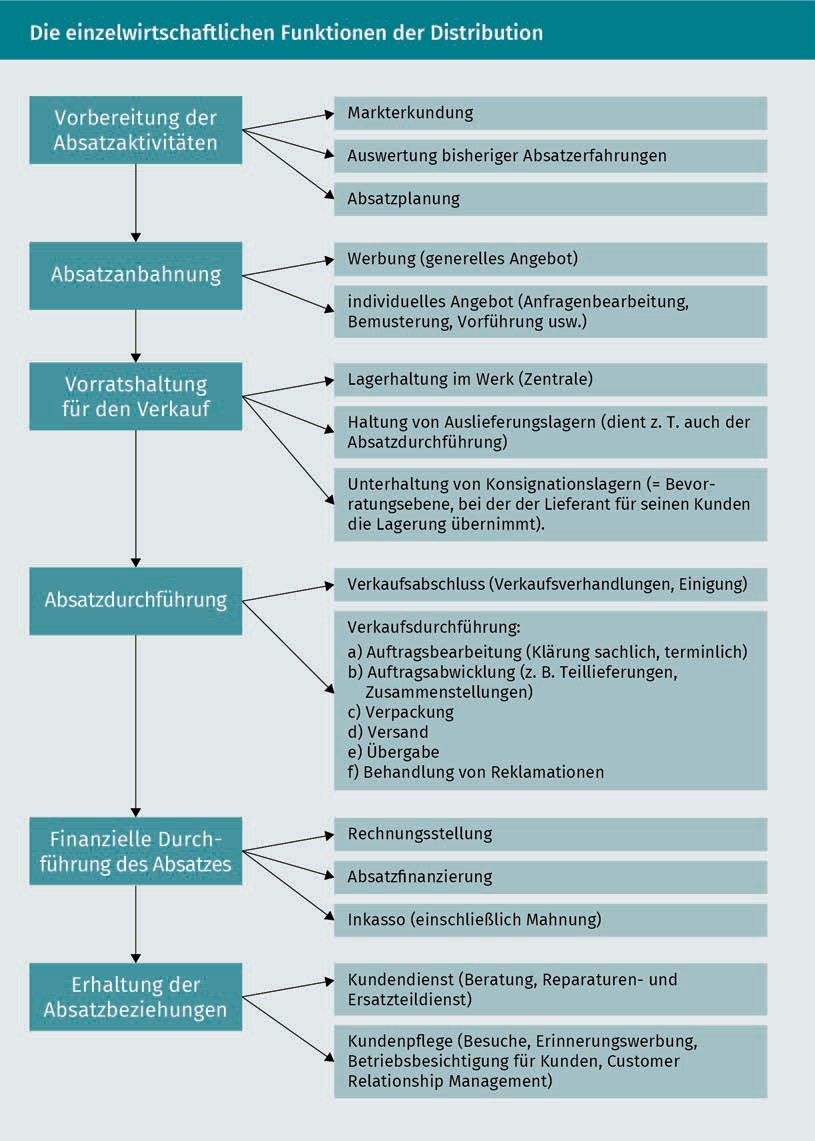 Die einzelwirtschaftlichen Funktionen der Distribution
Vorbereitung der
Absatzaktivitäten
Markterkundung
Auswertung bisheriger Absatzerfahrungen
Absatzplanung
Absatzanbahnung
Werbung (generelles Angebot)
individuelles Angebot (Anfragenbearbeitung,
Bemusterung, Vorführung usw.)
Vorratshaltung
für den Verkauf
Lagerhaltung im Werk (Zentrale)
Haltung von Auslieferungslagern (dient z. T. auch der
Absatzdurchführung)
Unterhaltung von Konsignationslagern (= Bevor-
ratungsebene, bei der der Lieferant für seinen Kunden
die Lagerung übernimmt).
Absatzdurchführung
Verkaufsabschluss (Verkaufsverhandlungen, Einigung)
Verkaufsdurchführung:
a) Auftragsbearbeitung (Klärung sachlich, terminlich)
b) Auftragsabwicklung (z. B. Teillieferungen,
Zusammenstellungen)
c) Verpackung
d) Versand
e) Übergabe
f) Behandlung von Reklamationen
Finanzielle Durch-
führung des Absatzes
Rechnungsstellung
Absatzfinanzierung
Inkasso (einschließlich Mahnung)
Erhaltung der
Absatzbeziehungen
Kundendienst (Beratung, Reparaturen- und
Ersatzteildienst)
Kundenpflege (Besuche, Erinnerungswerbung,
Betriebsbesichtigung für Kunden, Customer
Relationship Management)